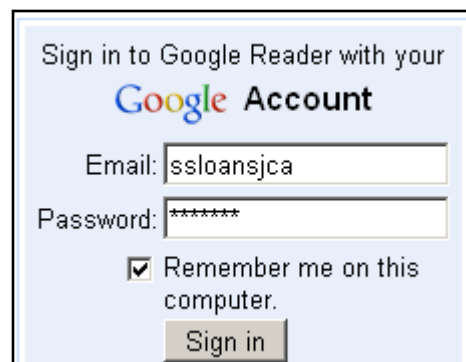 Sign in to Google Reader with your
Google Account
Email: ssloansjca
Password: *******
Remember me on this
computer.
Sign in